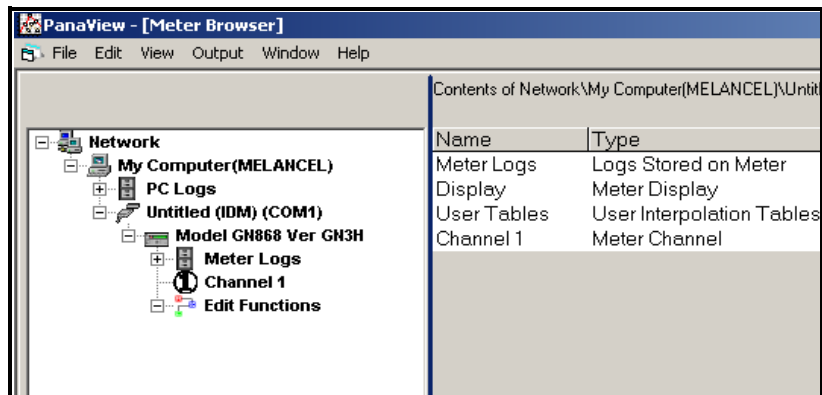 PanaView - [Meter Browser]
File Edit View Output Window Help
Contents of Network\My Computer(MELANCEL)\Untitl
Network
My Computer(MELANCEL)
PC Logs
Untitled (IDM) (COM1)
Model GN868 Ver GN3H
Meter Logs
1 Channel 1
Edit Functions
Name Type
Meter Logs Logs Stored on Meter
Display Meter Display
User Tables User Interpolation Tables
Channel 1 Meter Channel